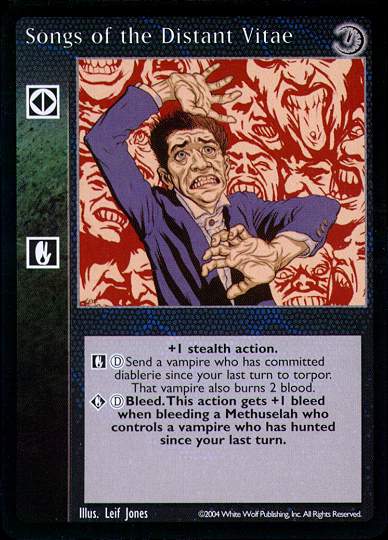 Songs of the Distant Vitae
+1 stealth action.
Ⓓ Send a vampire who has committed
diablerie since your last turn to torpor.
That vampire also burns 2 blood.
Ⓓ Bleed. This action gets +1 bleed
when bleeding a Methuselah who
controls a vampire who has hunted
since your last turn.
Illus. Leif Jones
©2004 White Wolf Publishing, Inc. All Rights Reserved.